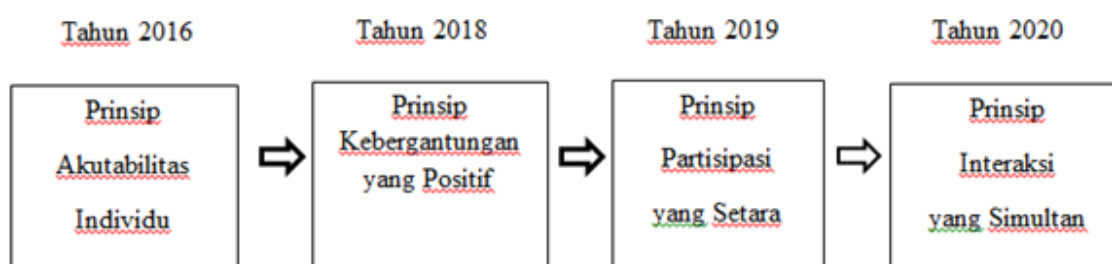 Tahun 2016
Tahun 2018
Tahun 2019
Tahun 2020
Prinsip
Akutabilitas
Individu
Prinsip
Kebergantungan
yang Positif
Prinsip
Partisipasi
yang Setara
Prinsip
Interaksi
yang Simultan